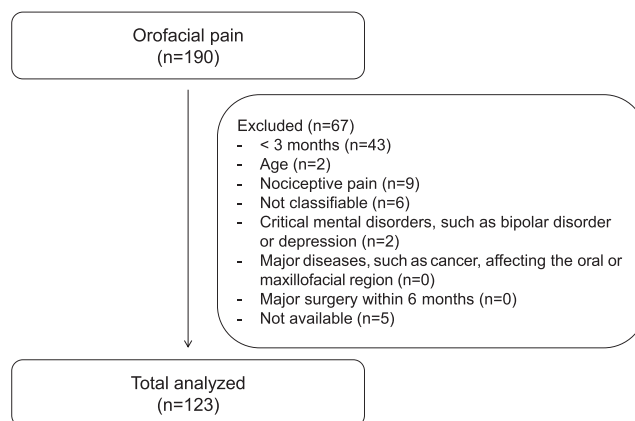 Orofacial pain
(n=190)
Excluded (n=67)
- < 3 months (n=43)
- Age (n=2)
- Nociceptive pain (n=9)
- Not classifiable (n=6)
- Critical mental disorders, such as bipolar disorder
or depression (n=2)
- Major diseases, such as cancer, affecting the oral or
maxillofacial region (n=0)
- Major surgery within 6 months (n=0)
- Not available (n=5)
Total analyzed
(n=123)